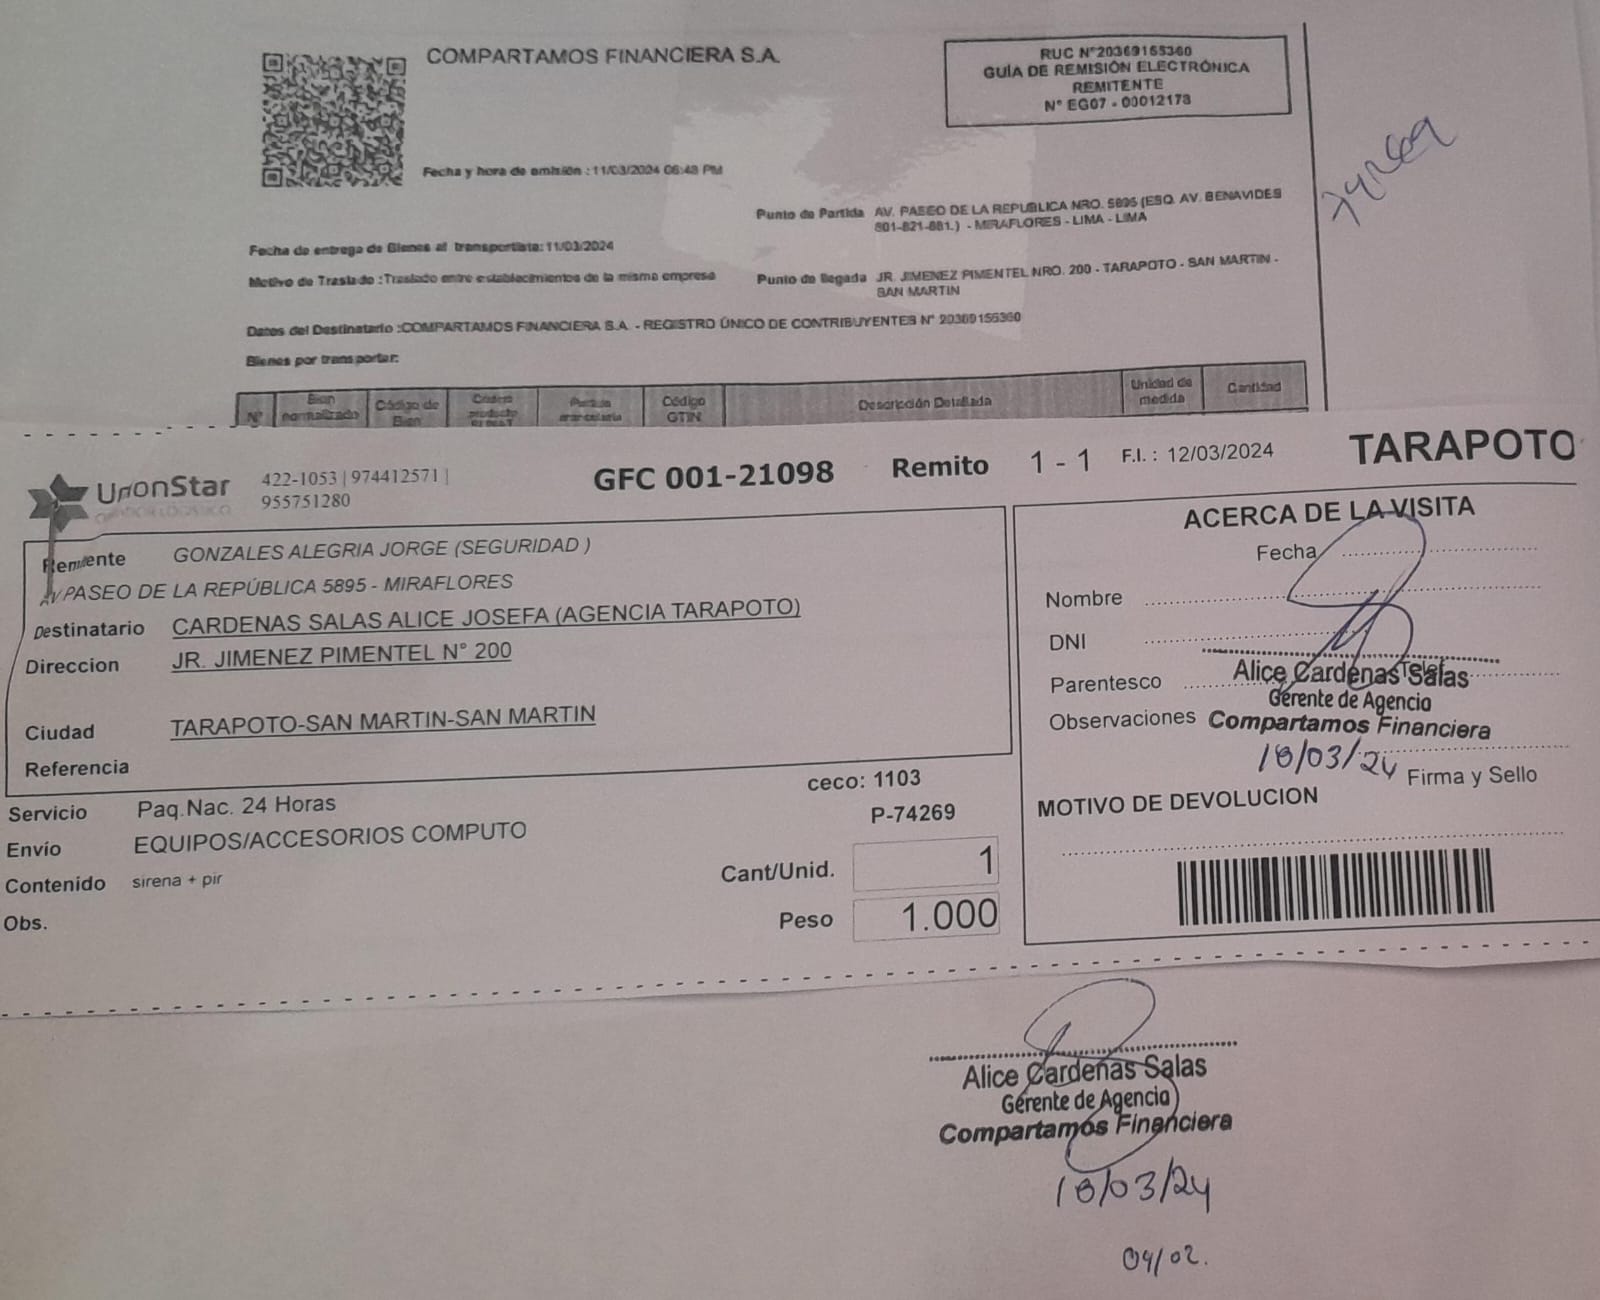 COMPARTAMOS FINANCIERA S.A.
RUC N°20369155360
GUÍA DE REMISIÓN ELECTRÓNICA
REMITENTE
N° EG07 - 00012173
Fecha y hora de emisión : 11/03/2024 06:48 PM
Punto de Partida AV. PASEO DE LA REPUBLICA NRO. 5895 (ESQ. AV. BENAVIDES
801-821-881.) - MIRAFLORES - LIMA - LIMA
Fecha de entrega de Bienes al transportista: 11/03/2024
Motivo de Traslado : Traslado entre establecimientos de la misma empresa
Punto de llegada JR. JIMENEZ PIMENTEL NRO. 200 - TARAPOTO - SAN MARTIN -
SAN MARTIN
Datos del Destinatario : COMPARTAMOS FINANCIERA S.A. - REGISTRO ÚNICO DE CONTRIBUYENTES N° 20369155360
Bienes por transportar:
N° Bien normalizado Código de Bien Código producto Partida arancelaria Código GTIN Descripción Detallada Unidad de medida Cantidad
UnionStar
422-1053 | 974412571 |
955751280
GFC 001-21098 Remito 1 - 1 F.I. : 12/03/2024 TARAPOTO
Remitente GONZALES ALEGRIA JORGE (SEGURIDAD )
AV PASEO DE LA REPÚBLICA 5895 - MIRAFLORES
Destinatario CARDENAS SALAS ALICE JOSEFA (AGENCIA TARAPOTO)
Direccion JR. JIMENEZ PIMENTEL N° 200
Ciudad TARAPOTO-SAN MARTIN-SAN MARTIN
Referencia
Servicio Paq.Nac. 24 Horas
Envío EQUIPOS/ACCESORIOS COMPUTO
Contenido sirena + pir
Obs.
ceco: 1103
P-74269
Cant/Unid. 1
Peso 1.000
ACERCA DE LA VISITA
Fecha
Nombre
DNI
Parentesco Telef
Alice Cardenas Salas
Gerente de Agencia
Observaciones Compartamos Financiera
18/03/24
Firma y Sello
MOTIVO DE DEVOLUCION
Alice Cardenas Salas
Gerente de Agencia
Compartamos Financiera
18/03/24
04/02.